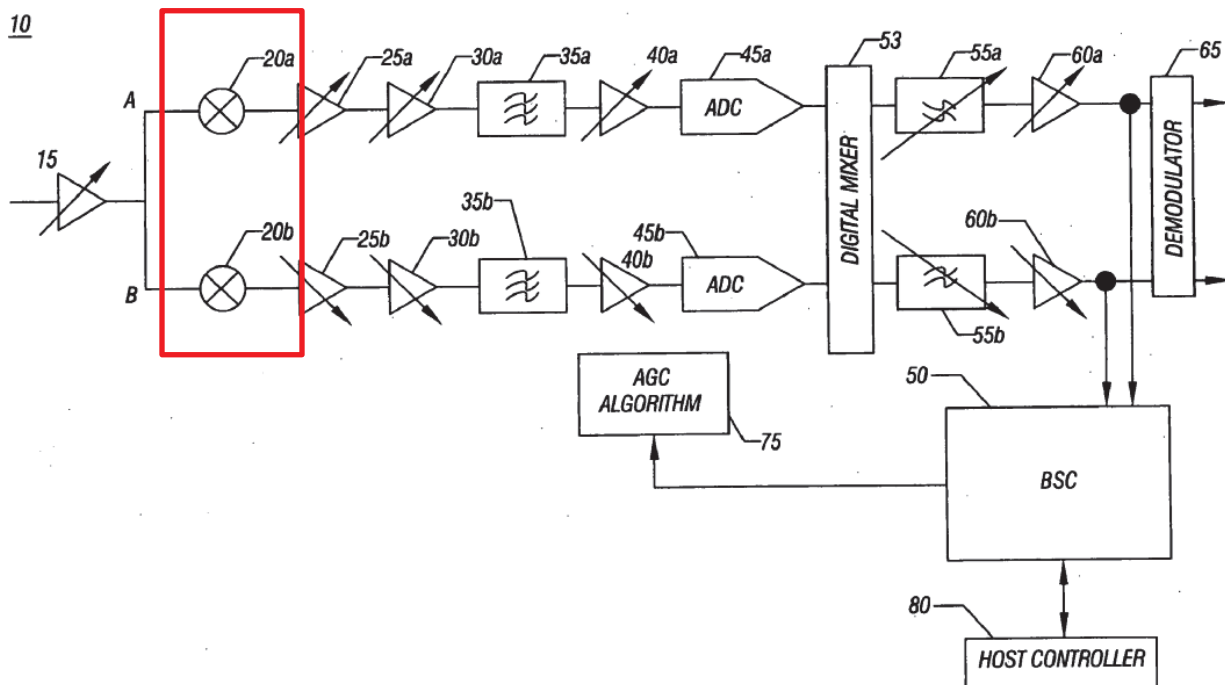 10
20a
25a
30a
35a
40a
45a
53
55a
60a
65
A
ADC
15
DIGITAL MIXER
DEMODULATOR
20b
25b
30b
35b
40b
45b
60b
B
ADC
55b
AGC
ALGORITHM
75
50
BSC
80
HOST CONTROLLER